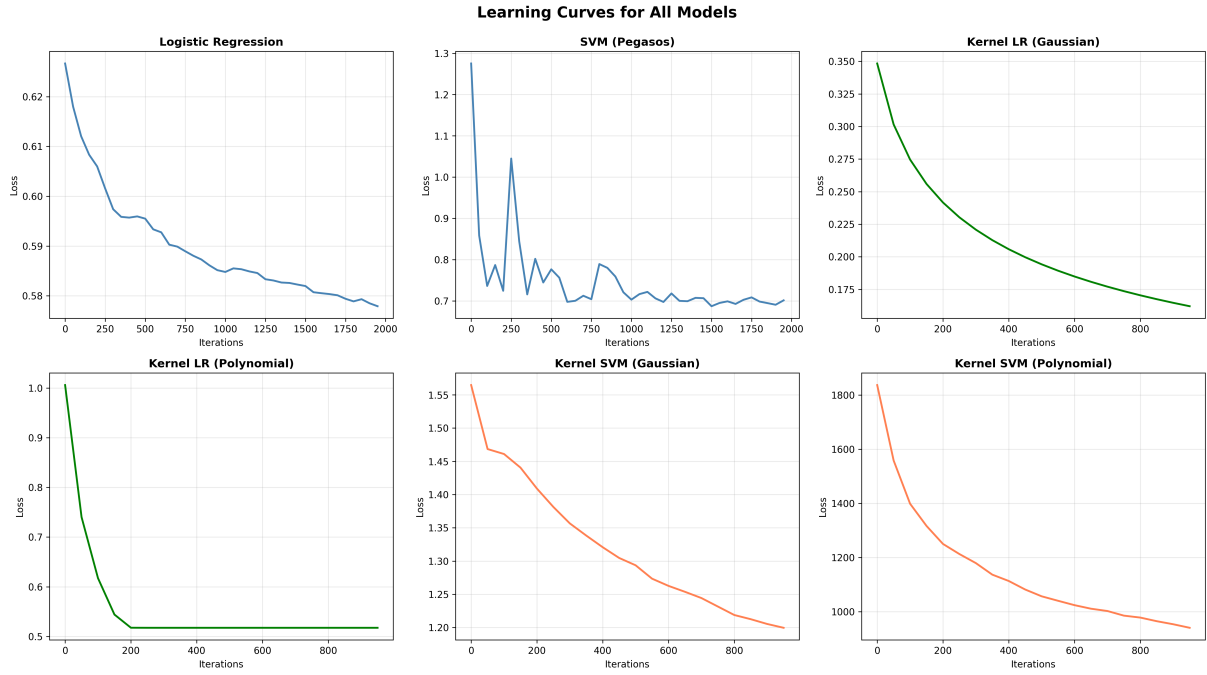 Learning Curves for All Models
Logistic Regression
Loss
0.62
0.61
0.60
0.59
0.58
0 250 500 750 1000 1250 1500 1750 2000
Iterations
SVM (Pegasos)
Loss
1.3
1.2
1.1
1.0
0.9
0.8
0.7
0 250 500 750 1000 1250 1500 1750 2000
Iterations
Kernel LR (Gaussian)
Loss
0.350
0.325
0.300
0.275
0.250
0.225
0.200
0.175
0 200 400 600 800
Iterations
Kernel LR (Polynomial)
Loss
1.0
0.9
0.8
0.7
0.6
0.5
0 200 400 600 800
Iterations
Kernel SVM (Gaussian)
Loss
1.55
1.50
1.45
1.40
1.35
1.30
1.25
1.20
0 200 400 600 800
Iterations
Kernel SVM (Polynomial)
Loss
1800
1600
1400
1200
1000
0 200 400 600 800
Iterations